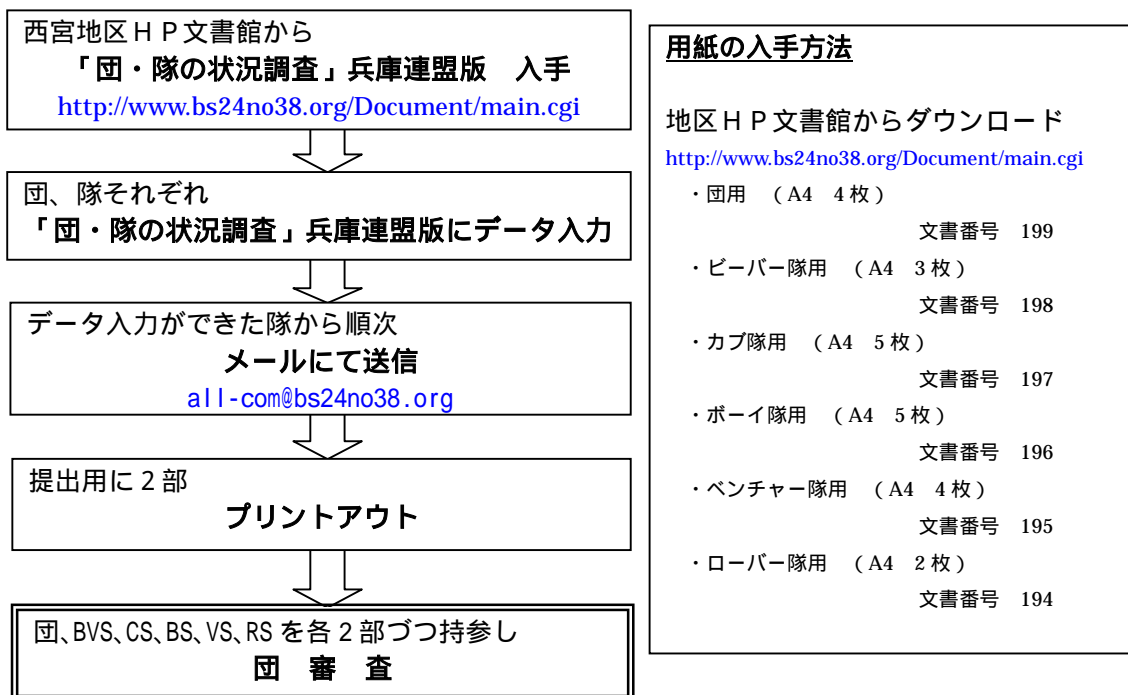 西宮地区ＨＰ文書館から
「団・隊の状況調査」兵庫連盟版　入手
http://www.bs24no38.org/Document/main.cgi
団、隊それぞれ
「団・隊の状況調査」兵庫連盟版にデータ入力
データ入力ができた隊から順次
メールにて送信
all-com@bs24no38.org
提出用に２部
プリントアウト
団、BVS、CS、BS、VS、RS を各２部づつ持参し
団　審　査
用紙の入手方法
地区ＨＰ文書館からダウンロード
http://www.bs24no38.org/Document/main.cgi
・団用　（A4　4 枚）
文書番号　199
・ビーバー隊用　（A4　3 枚）
文書番号　198
・カブ隊用　（A4　5 枚）
文書番号　197
・ボーイ隊用　（A4　5 枚）
文書番号　196
・ベンチャー隊用　（A4　4 枚）
文書番号　195
・ローバー隊用　（A4　2 枚）
文書番号　194